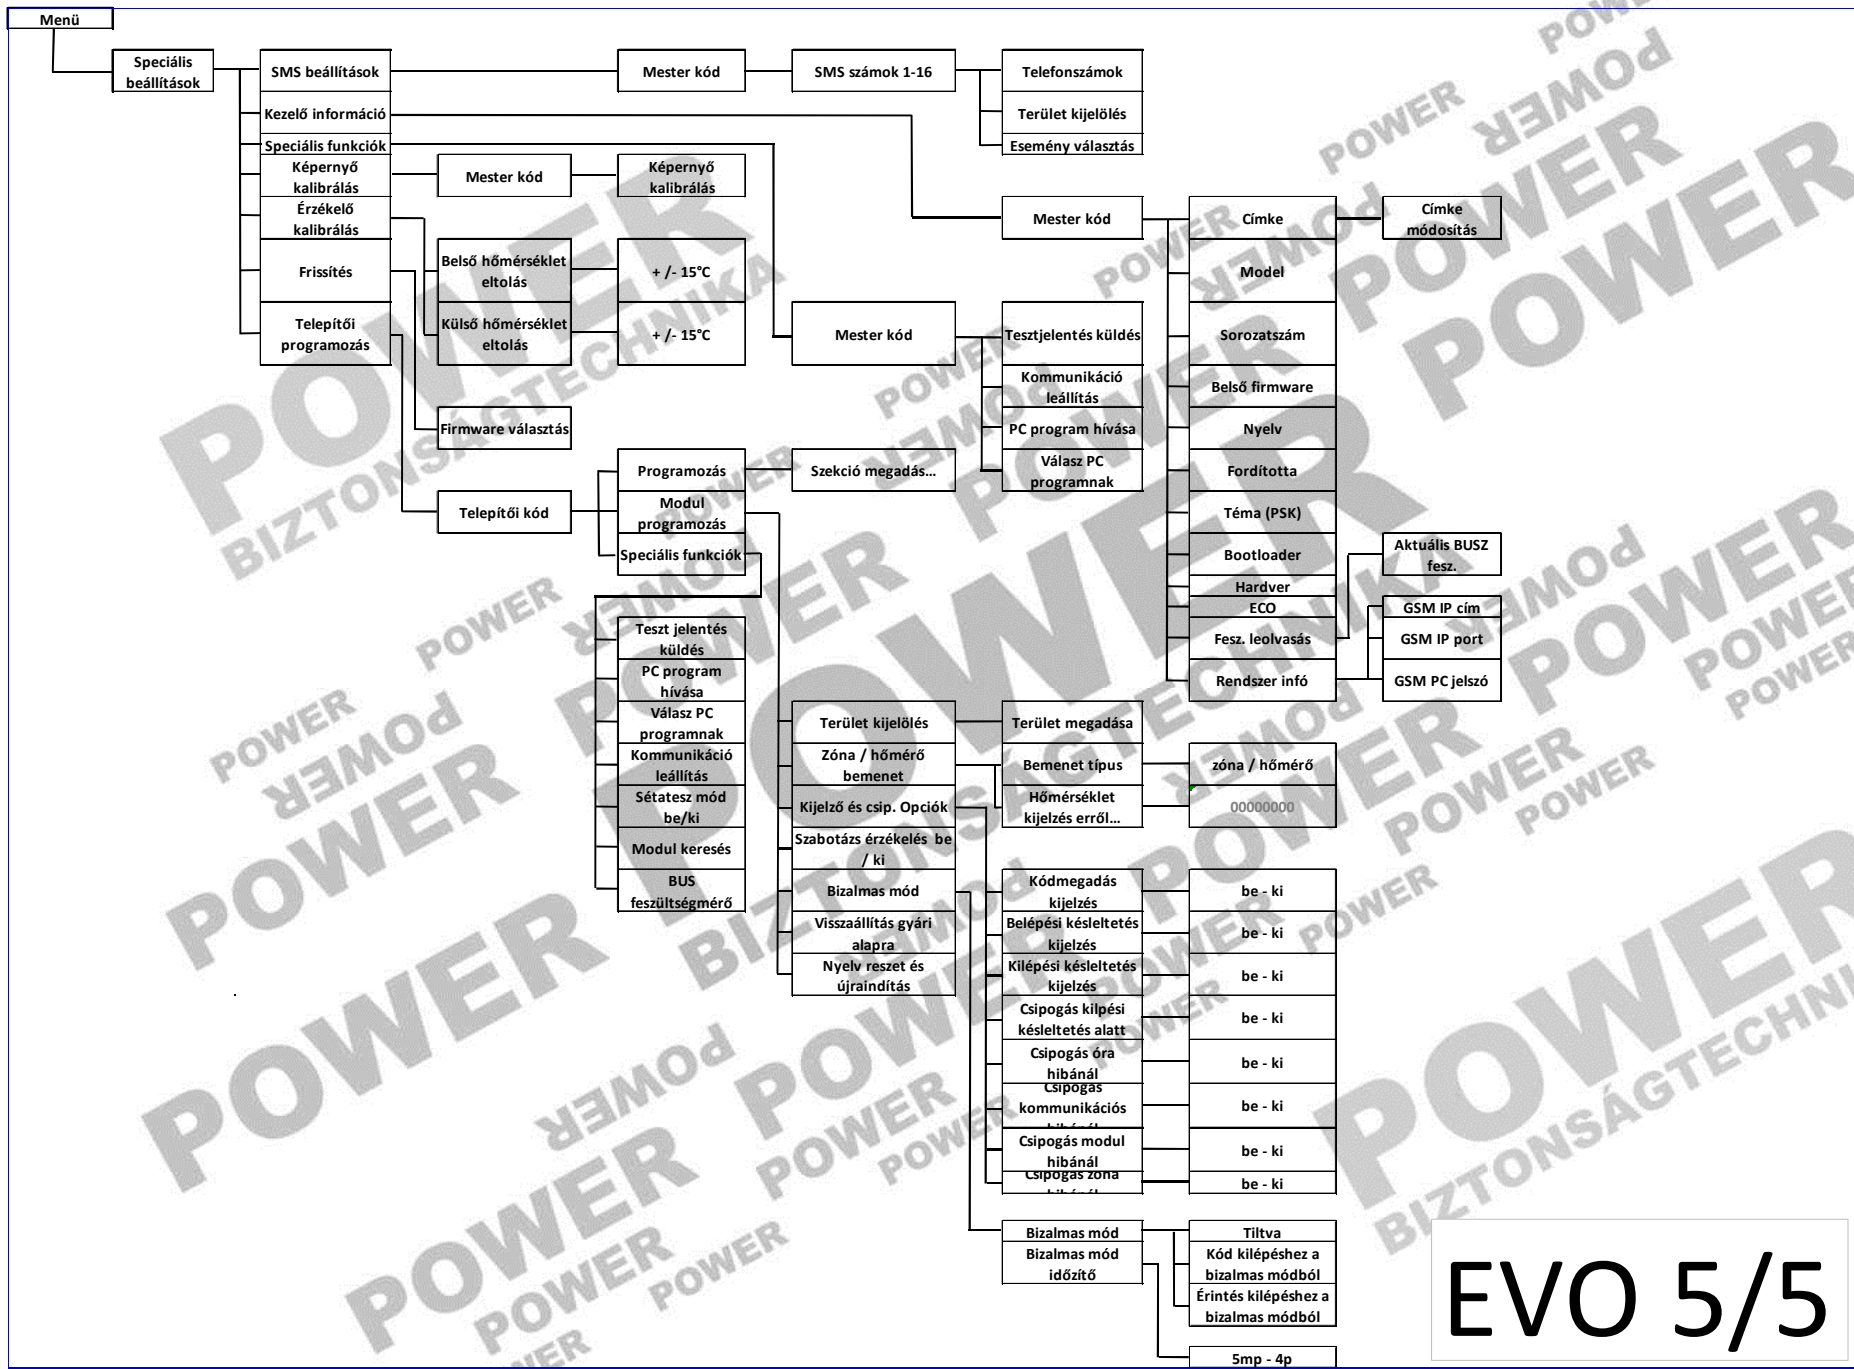 Menü
Speciális
beállítások
SMS beállítások
Mester kód
SMS számok 1-16
Telefonszámok
Kezelő információ
Terület kijelölés
Speciális funkciók
Esemény választás
Képernyő
kalibrálás
Mester kód
Képernyő
kalibrálás
Érzékelő
kalibrálás
Mester kód
Címke
Címke
módosítás
Frissítés
Belső hőmérséklet
eltolás
+ /- 15°C
Model
Telepítői
programozás
Külső hőmérséklet
eltolás
+ /- 15°C
Mester kód
Tesztjelentés küldés
Sorozatszám
Kommunikáció
leállítás
Belső firmware
Firmware választás
PC program hívása
Nyelv
Programozás
Szekció megadás...
Válasz PC
programnak
Fordította
Telepítői kód
Modul
programozás
Téma (PSK)
Speciális funkciók
Bootloader
Aktuális BUSZ
fesz.
Hardver
ECO
GSM IP cím
Teszt jelentés
küldés
Fesz. leolvasás
GSM IP port
PC program
hívása
Rendszer infó
GSM PC jelszó
Válasz PC
programnak
Terület kijelölés
Terület megadása
Kommunikáció
leállítás
Zóna / hőmérő
bemenet
Bemenet típus
zóna / hőmérő
Sétatesz mód
be/ki
Kijelző és csip. Opciók
Hőmérséklet
kijelzés erről...
00000000
Modul keresés
Szabotázs érzékelés be
/ ki
BUS
feszültségmérő
Bizalmas mód
Kódmegadás
kijelzés
be - ki
Visszaállítás gyári
alapra
Belépési késleltetés
kijelzés
be - ki
Nyelv reszet és
újraindítás
Kilépési késleltetés
kijelzés
be - ki
Csipogás kilpési
késleltetés alatt
be - ki
Csipogás óra
hibánál
be - ki
Csipogás
kommunikációs
hibánál
be - ki
Csipogás modul
hibánál
be - ki
Csipogás zóna
hibánál
be - ki
Bizalmas mód
Tiltva
Bizalmas mód
időzítő
Kód kilépéshez a
bizalmas módból
Érintés kilépéshez a
bizalmas módból
5mp - 4p
EVO 5/5
POWER
BIZTONSÁGTECHNIKA